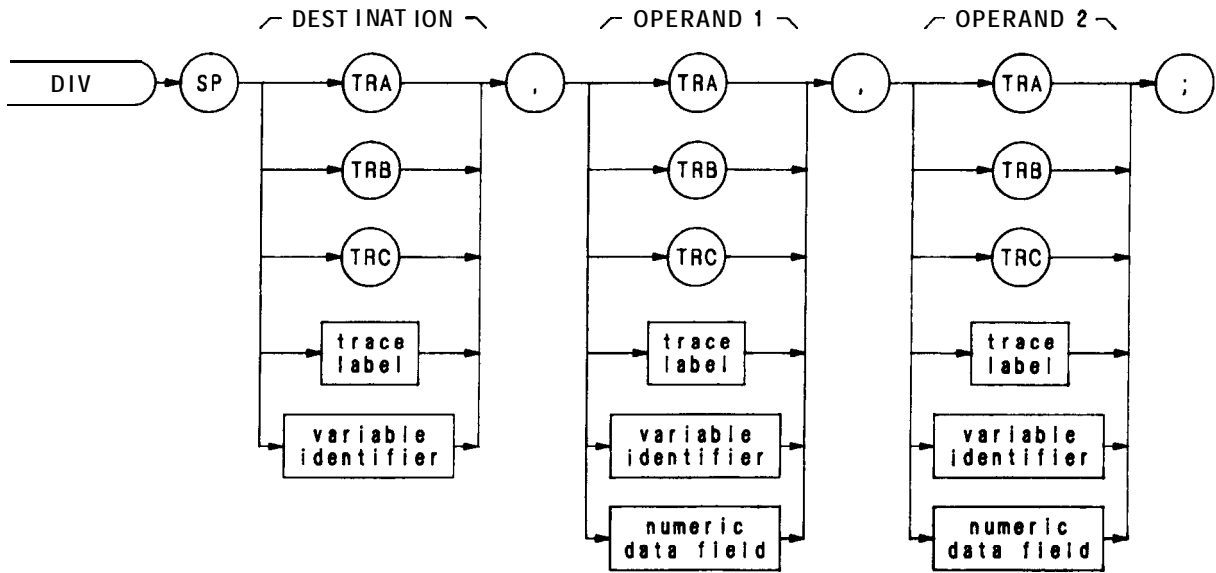 DESTINATION OPERAND 1 OPERAND 2
DIV SP TRA , TRA , TRA ;
TRB TRB TRB
TRC TRC TRC
trace trace trace
label label label
variable variable variable
identifier identifier identifier
numeric numeric
data field data field